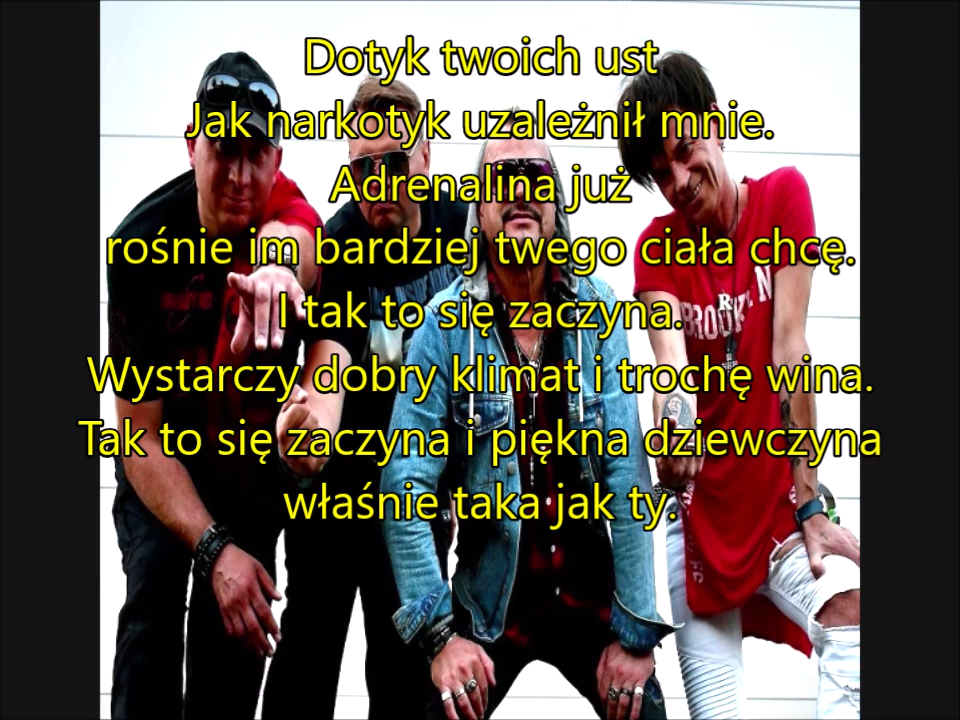 Dotyk twoich ust
Jak narkotyk uzależnił mnie.
Adrenalina już
rośnie im bardziej twego ciała chcę.
I tak to się zaczyna.
Wystarczy dobry klimat i trochę wina.
Tak to się zaczyna i piękna dziewczyna
właśnie taka jak ty.